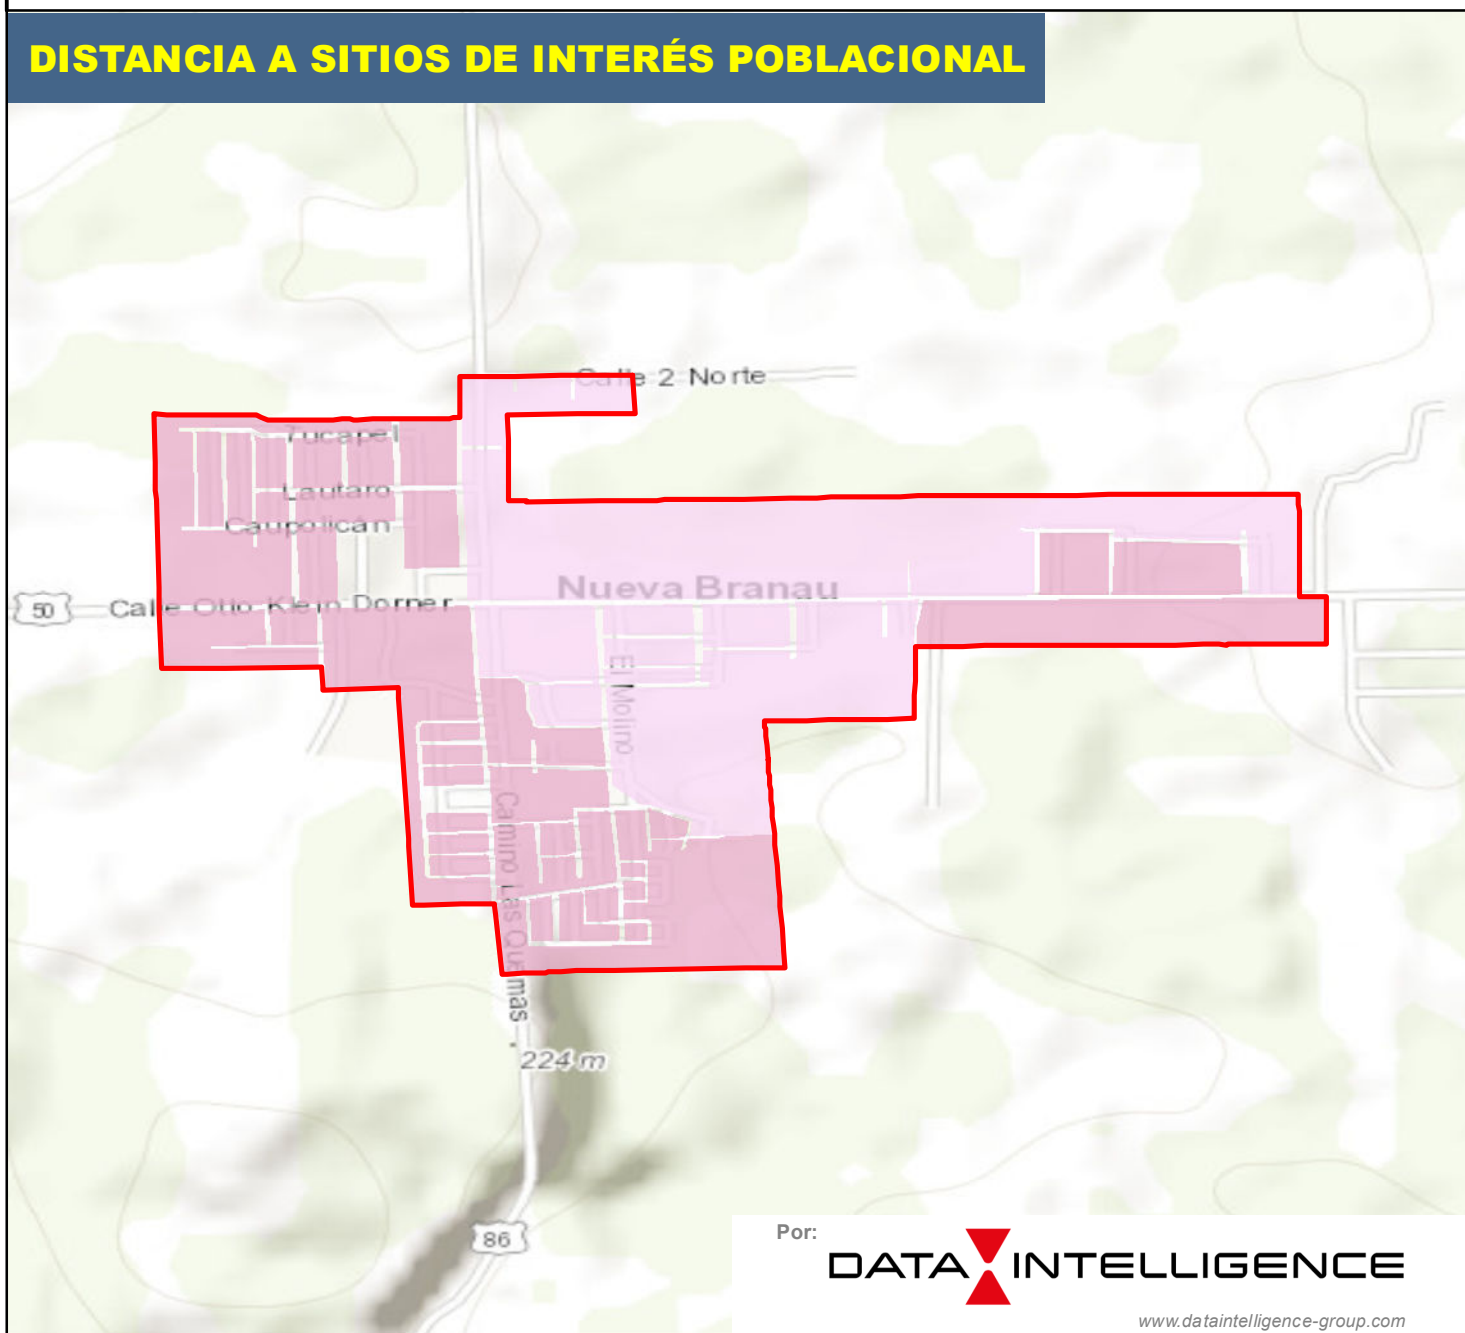 DISTANCIA A SITIOS DE INTERÉS POBLACIONAL
Calle 2 Norte
Tucapel
Lautaro
Caupolicán
Nueva Branau
50
Calle Otto Klein Dorner
El Molino
Camino Las Quemas
224 m
86
Por:
DATA INTELLIGENCE
www.dataintelligence-group.com